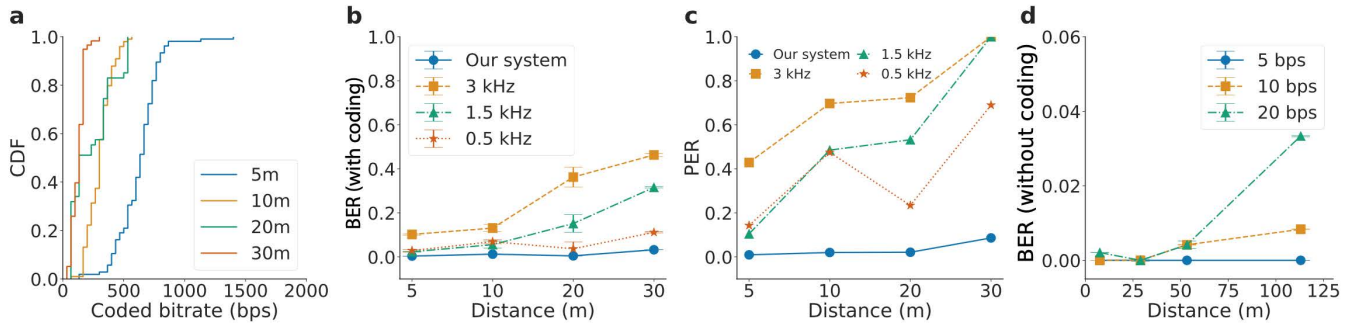 a
CDF
1.0
0.8
0.6
0.4
0.2
0.0
0 500 1000 1500 2000
Coded bitrate (bps)
5m
10m
20m
30m
b
BER (with coding)
1.0
0.8
0.6
0.4
0.2
0.0
5 10 20 30
Distance (m)
Our system
3 kHz
1.5 kHz
0.5 kHz
c
PER
1.0
0.8
0.6
0.4
0.2
0.0
5 10 20 30
Distance (m)
Our system 1.5 kHz
3 kHz 0.5 kHz
d
BER (without coding)
0.06
0.04
0.02
0.00
0 25 50 75 100 125
Distance (m)
5 bps
10 bps
20 bps